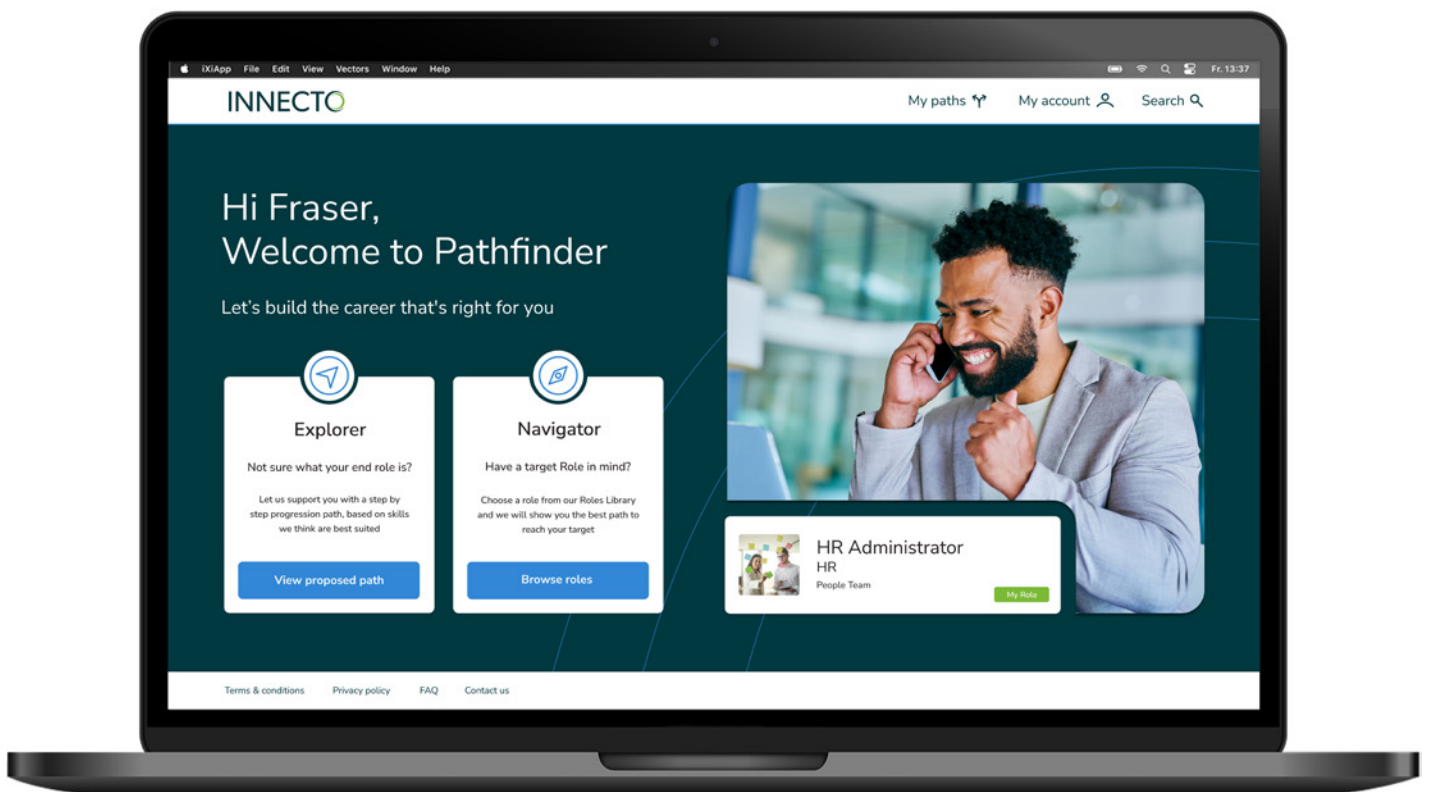 iXiApp File Edit View Vectors Window Help Fr. 13:37
INNECTO
My paths My account Search
Hi Fraser,
Welcome to Pathfinder
Let's build the career that's right for you
Explorer
Not sure what your end role is?
Let us support you with a step by
step progression path, based on skills
we think are best suited
View proposed path
Navigator
Have a target Role in mind?
Choose a role from our Roles Library
and we will show you the best path to
reach your target
Browse roles
HR Administrator
HR
People Team
My Role
Terms & conditions Privacy policy FAQ Contact us